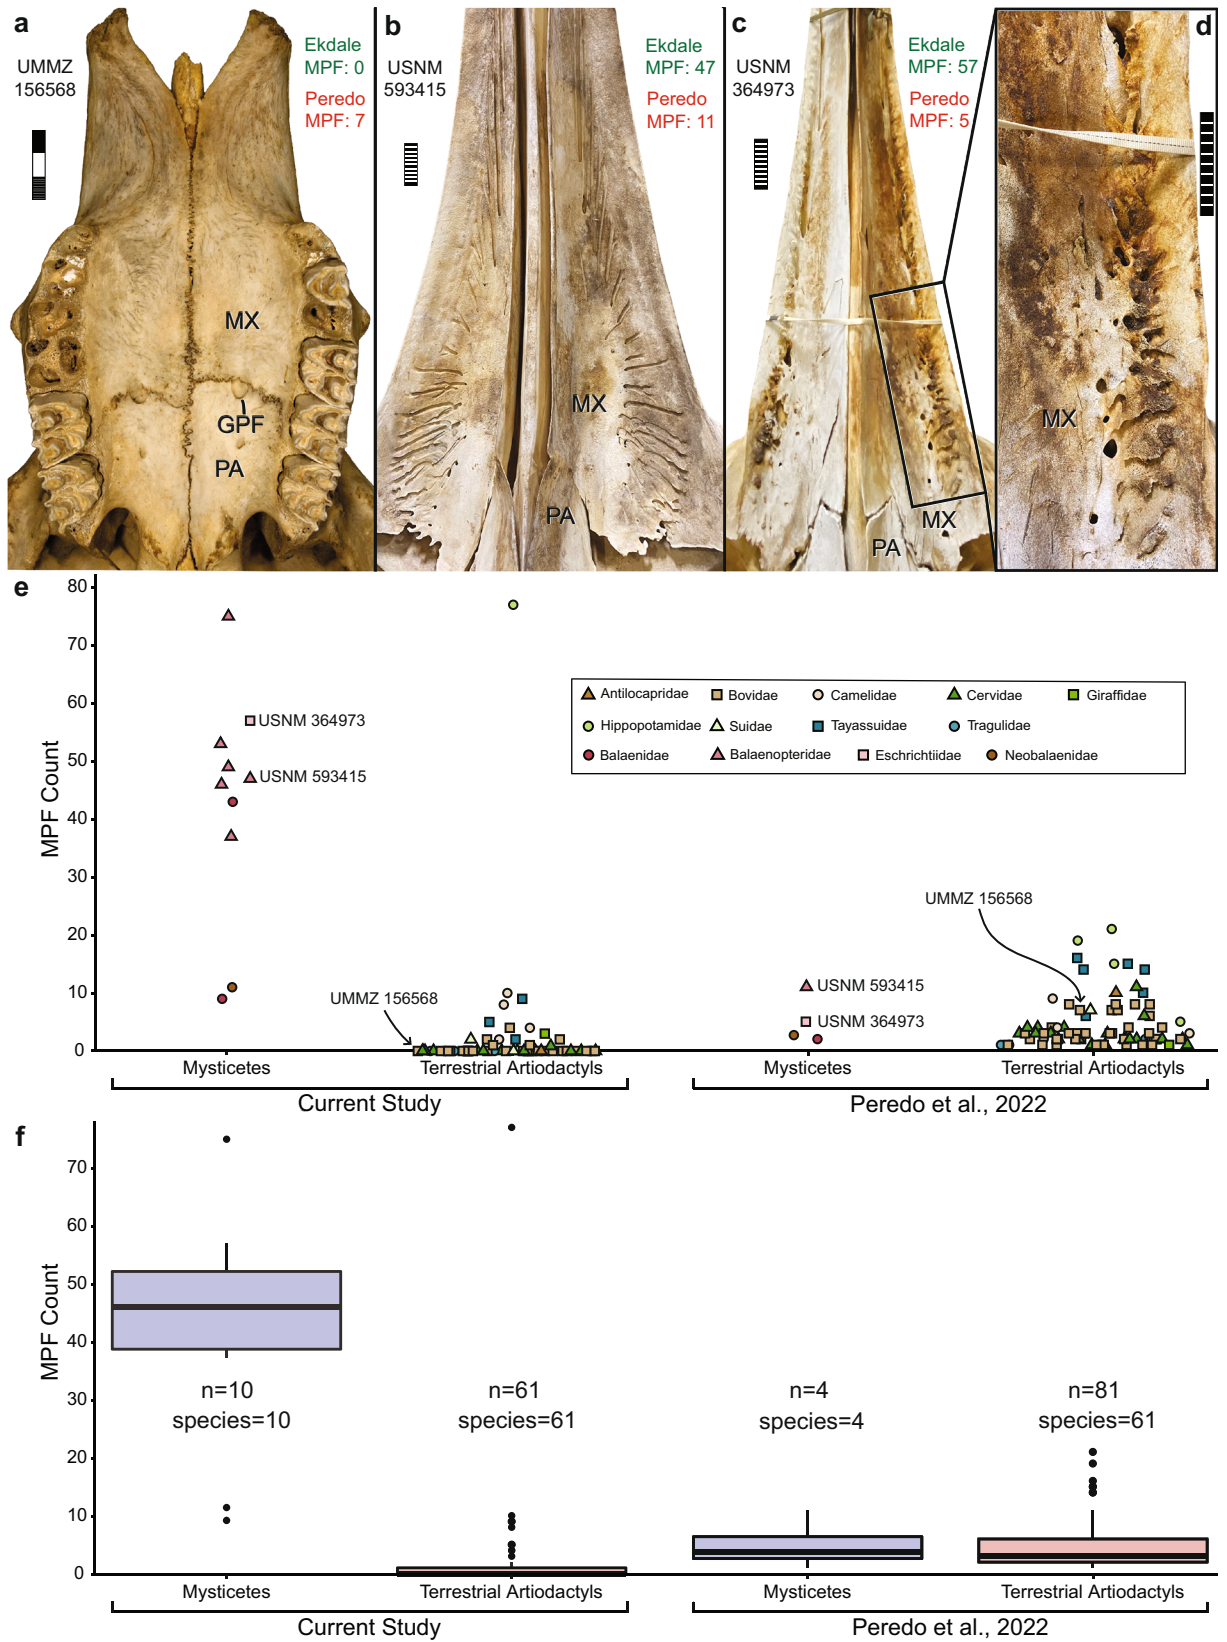 a
UMMZ
156568
Ekdale
MPF: 0
Peredo
MPF: 7
MX
GPF
PA
b
USNM
593415
Ekdale
MPF: 47
Peredo
MPF: 11
MX
PA
c
USNM
364973
Ekdale
MPF: 57
Peredo
MPF: 5
MX
PA
d
MX
e
MPF Count
80
70
60
50
40
30
20
10
0
USNM 364973
USNM 593415
UMMZ 156568
Antilocapridae
Bovidae
Camelidae
Cervidae
Giraffidae
Hippopotamidae
Suidae
Tayassuidae
Tragulidae
Balaenidae
Balaenopteridae
Eschrichtiidae
Neobalaenidae
UMMZ 156568
USNM 593415
USNM 364973
Mysticetes
Terrestrial Artiodactyls
Mysticetes
Terrestrial Artiodactyls
Current Study
Peredo et al., 2022
f
MPF Count
70
60
50
40
30
20
10
0
n=10
species=10
n=61
species=61
n=4
species=4
n=81
species=61
Mysticetes
Terrestrial Artiodactyls
Mysticetes
Terrestrial Artiodactyls
Current Study
Peredo et al., 2022